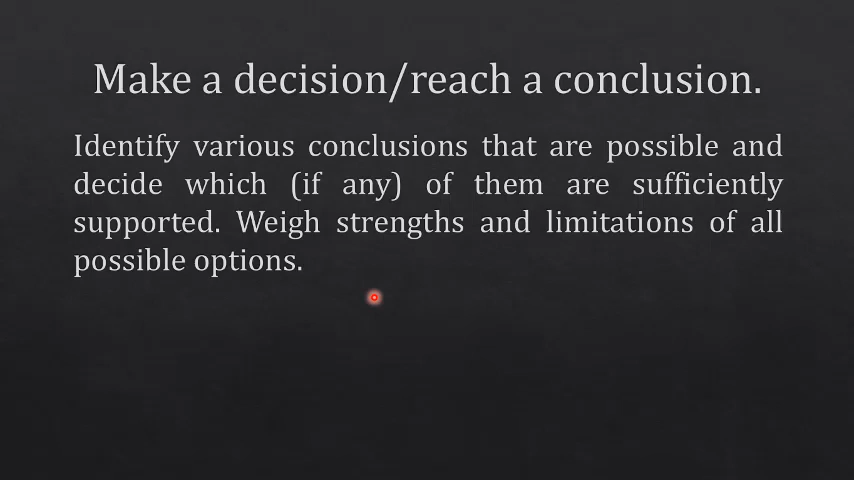 Make a decision/reach a conclusion.
Identify various conclusions that are possible and
decide which (if any) of them are sufficiently
supported. Weigh strengths and limitations of all
possible options.